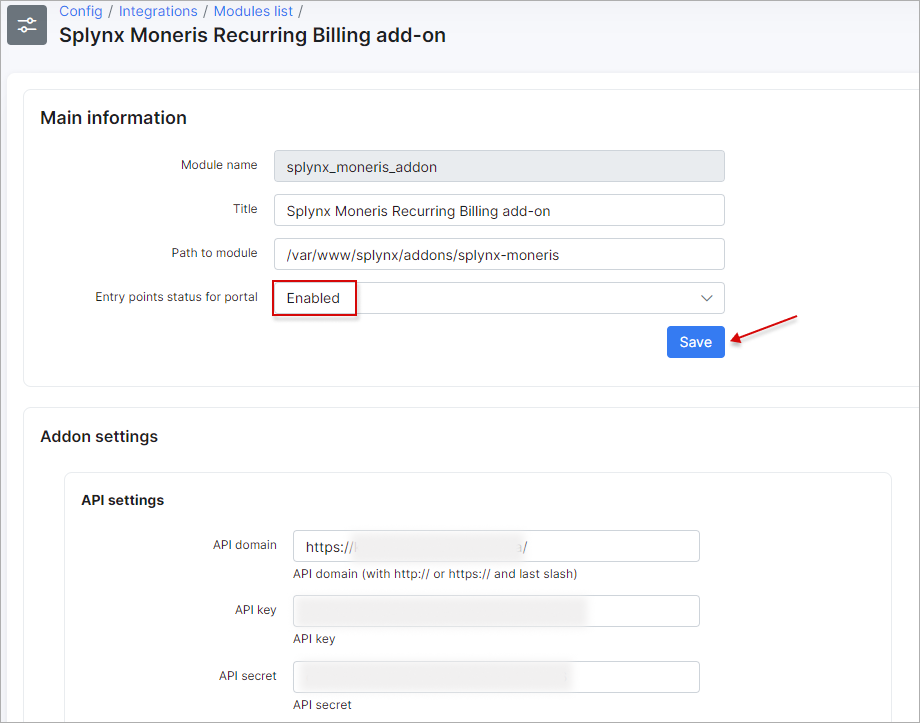 Config / Integrations / Modules list /
Splynx Moneris Recurring Billing add-on
Main information
Module name splynx_moneris_addon
Title Splynx Moneris Recurring Billing add-on
Path to module /var/www/splynx/addons/splynx-moneris
Entry points status for portal Enabled
Save
Addon settings
API settings
API domain https:// /
API domain (with http:// or https:// and last slash)
API key
API key
API secret
API secret